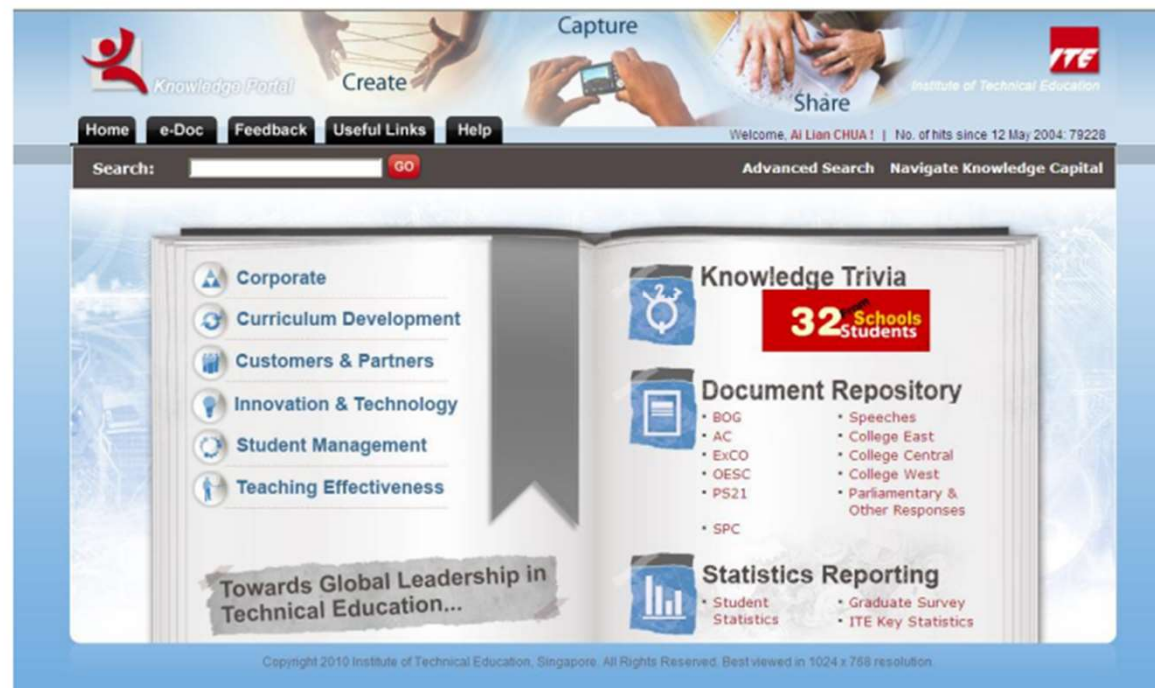 Capture
Create
Share
Knowledge Portal
ITE
Institute of Technical Education
Home e-Doc Feedback Useful Links Help
Welcome, Ai Lian CHUA ! | No. of hits since 12 May 2004: 79228
Search: GO Advanced Search Navigate Knowledge Capital
Corporate
Curriculum Development
Customers & Partners
Innovation & Technology
Student Management
Teaching Effectiveness
Towards Global Leadership in
Technical Education...
Knowledge Trivia
32 Schools
Students
Document Repository
• BOG
• AC
• ExCO
• OESC
• PS21
• SPC
• Speeches
• College East
• College Central
• College West
• Parliamentary &
Other Responses
Statistics Reporting
• Student
Statistics
• Graduate Survey
• ITE Key Statistics
Copyright 2010 Institute of Technical Education, Singapore. All Rights Reserved. Best viewed in 1024 x 768 resolution.